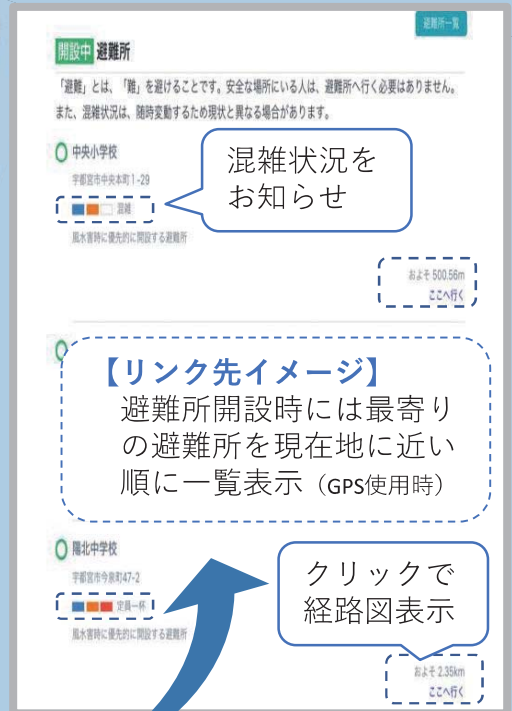 避難所一覧
開設中 避難所
「避難」とは、「難」を避けることです。安全な場所にいる人は、避難所へ行く必要はありません。
また、混雑状況は、随時変動するため現状と異なる場合があります。
中央小学校
宇都宮市中央本町1-29
混雑
風水害時に優先的に開設する避難所
混雑状況を
お知らせ
およそ 500.56m
ここへ行く
【リンク先イメージ】
避難所開設時には最寄り
の避難所を現在地に近い
順に一覧表示（GPS使用時）
陽北中学校
宇都宮市今泉町47-2
定員一杯
風水害時に優先的に開設する避難所
クリックで
経路図表示
およそ 2.35km
ここへ行く